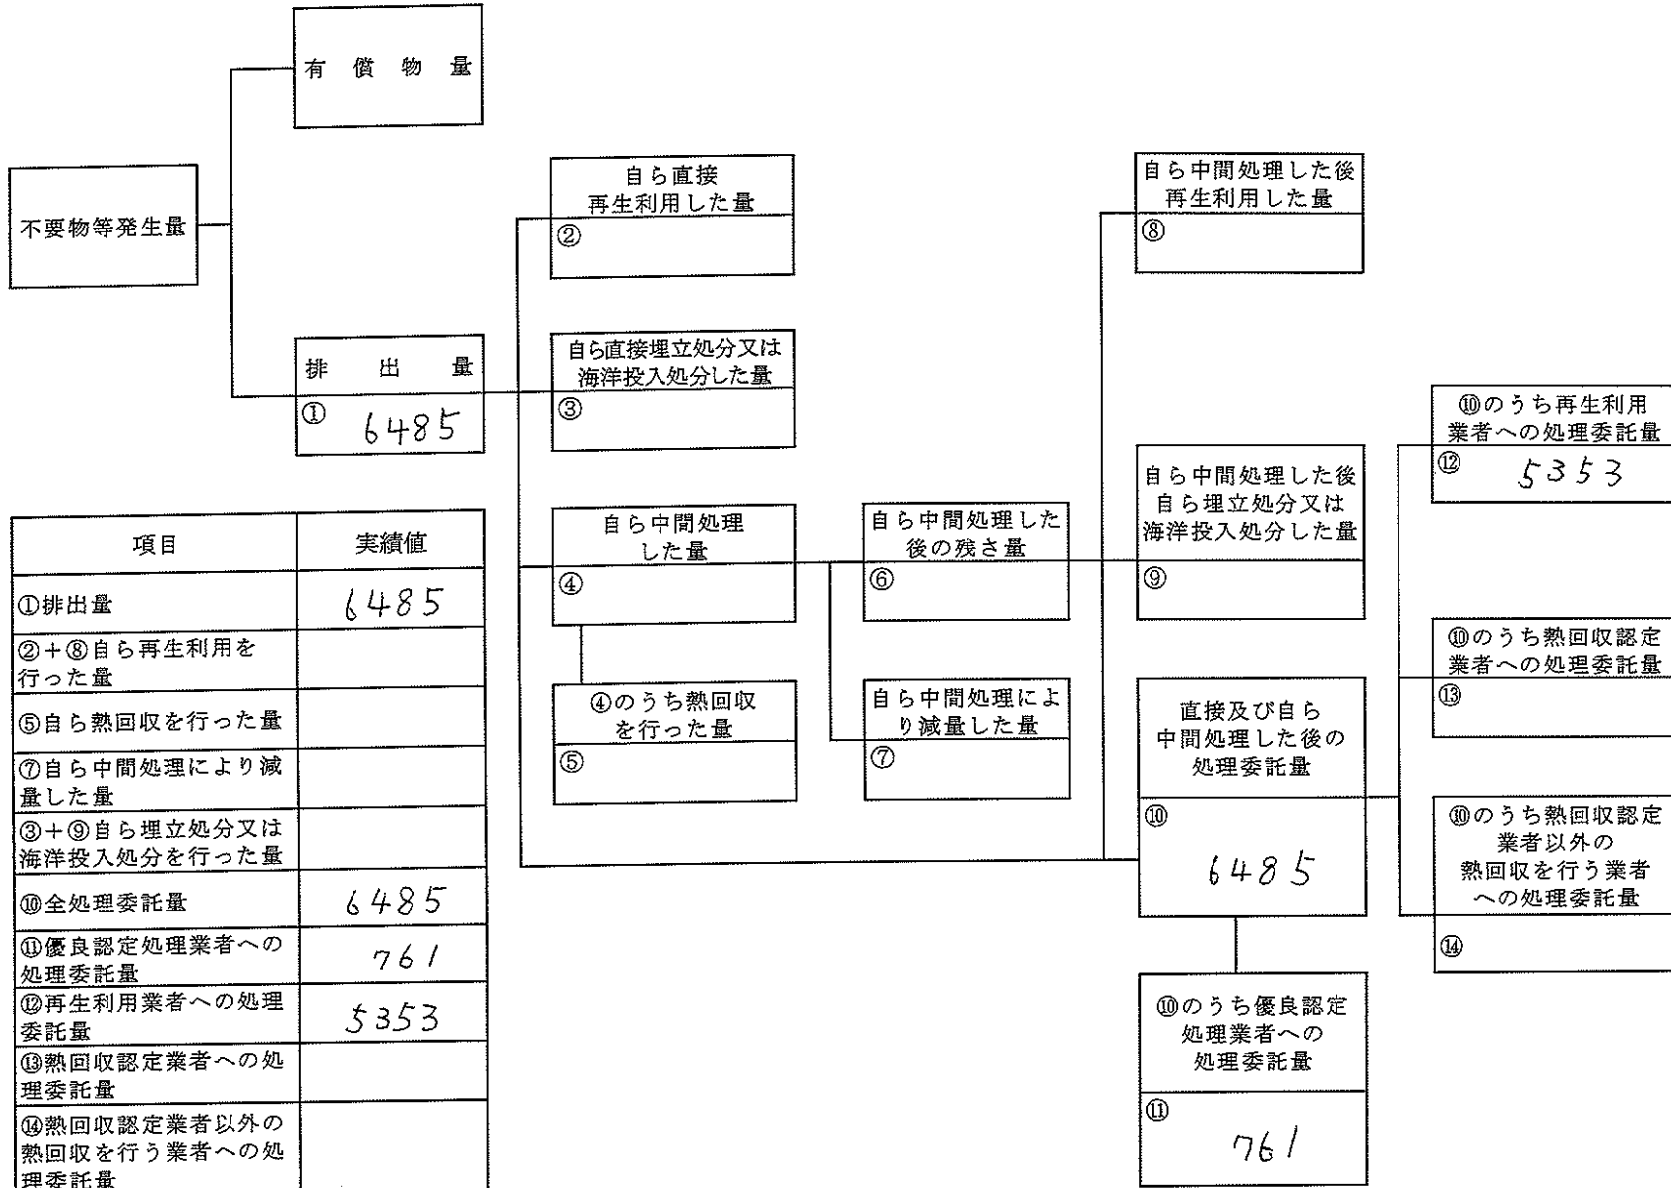 有償物量
不要物等発生量
自ら直接
再生利用した量
②
自ら中間処理した後
再生利用した量
⑧
排出量
① 6485
自ら直接埋立処分又は
海洋投入処分した量
③
⑩のうち再生利用
業者への処理委託量
⑫ 5353
自ら中間処理
した量
④
自ら中間処理した
後の残さ量
⑥
自ら中間処理した後
自ら埋立処分又は
海洋投入処分した量
⑨
⑩のうち熱回収認定
業者への処理委託量
⑬
④のうち熱回収
を行った量
⑤
自ら中間処理によ
り減量した量
⑦
直接及び自ら
中間処理した後の
処理委託量
⑩
6485
⑩のうち熱回収認定
業者以外の
熱回収を行う業者
への処理委託量
⑭
⑩のうち優良認定
処理業者への
処理委託量
⑪
761
項目 実績値
①排出量 6485
②+⑧自ら再生利用を
行った量
⑤自ら熱回収を行った量
⑦自ら中間処理により減
量した量
③+⑨自ら埋立処分又は
海洋投入処分を行った量
⑩全処理委託量 6485
⑪優良認定処理業者への
処理委託量 761
⑫再生利用業者への処理
委託量 5353
⑬熱回収認定業者への処
理委託量
⑭熱回収認定業者以外の
熱回収を行う業者への処
理委託量